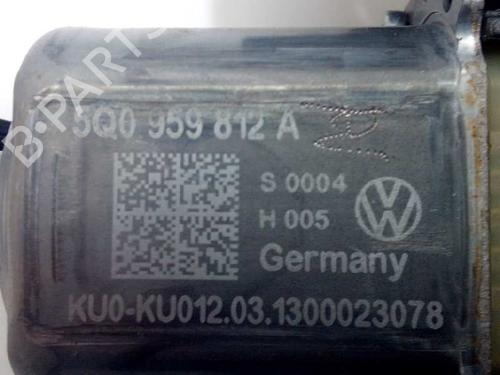 B-PARTS
5Q0 959 812 A
S 0004
H 005
Germany
KU0-KU012.03.1300023078